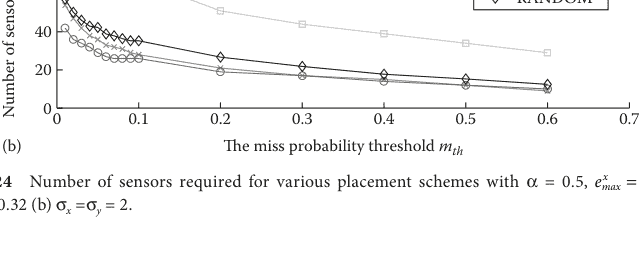 RANDOM
Number of senso
40
20
0
0 0.1 0.2 0.3 0.4 0.5 0.6 0.7
(b) The miss probability threshold m_th
24 Number of sensors required for various placement schemes with α = 0.5, e^x_max =
0.32 (b) σ_x =σ_y = 2.